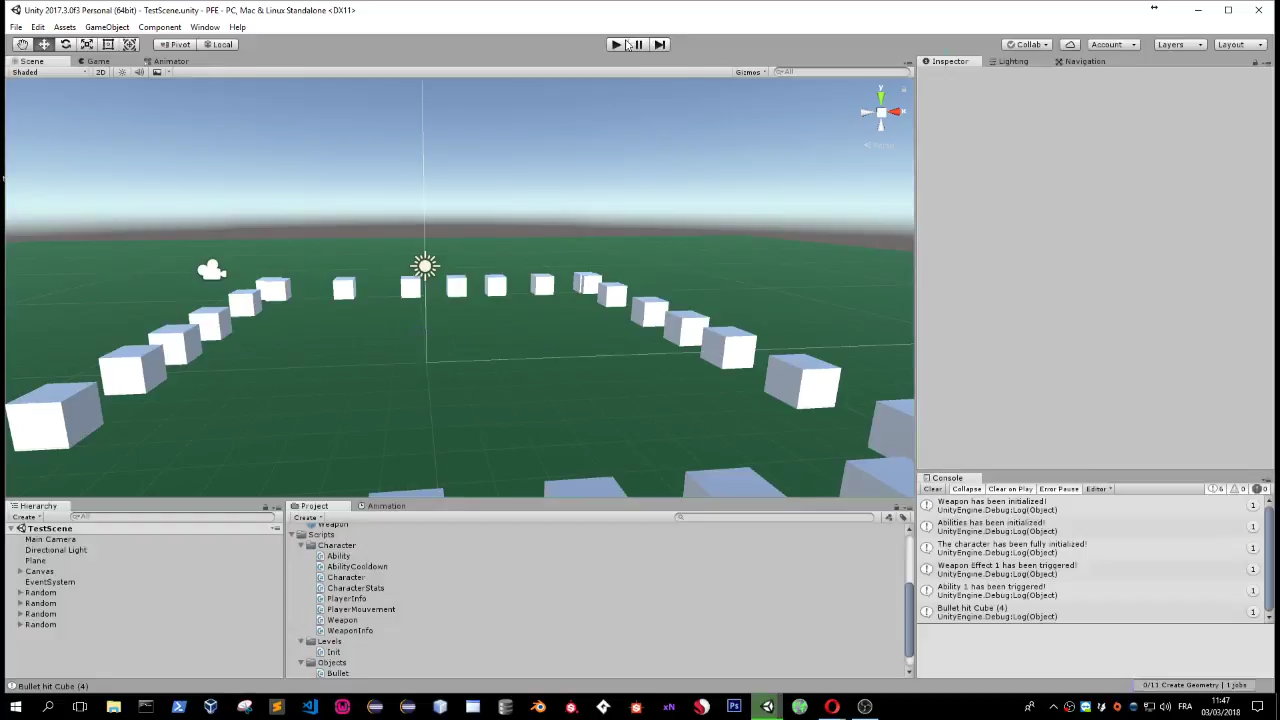 Unity 2017.3.0f3 Personal (64bit) - TestScene.unity - PFE - PC, Mac & Linux Standalone <DX11>
File Edit Assets GameObject Component Window Help
Pivot Local Collab Account Layers Layout
Scene Game Animator Inspector Lighting Navigation
Shaded 2D Gizmos All
y
x
Console
Clear Collapse Clear on Play Error Pause Editor 6 0 0
Weapon has been initialized!
UnityEngine.Debug:Log(Object)
1
Abilities has been initialized!
UnityEngine.Debug:Log(Object)
1
The character has been fully initialized!
UnityEngine.Debug:Log(Object)
1
Weapon Effect 1 has been triggered!
UnityEngine.Debug:Log(Object)
1
Ability 1 has been triggered!
UnityEngine.Debug:Log(Object)
1
Bullet hit Cube (4)
UnityEngine.Debug:Log(Object)
1
Hierarchy
Create All
TestScene
Main Camera
Directional Light
Plane
Canvas
EventSystem
Random
Random
Random
Random
Project Animation
Create
Weapon
Scripts
Character
Ability
AbilityCooldown
Character
CharacterStats
PlayerInfo
PlayerMouvement
Weapon
WeaponInfo
Levels
Init
Objects
Bullet
Bullet hit Cube (4)
0/11 Create Geometry | 1 jobs
FRA
11:47
03/03/2018